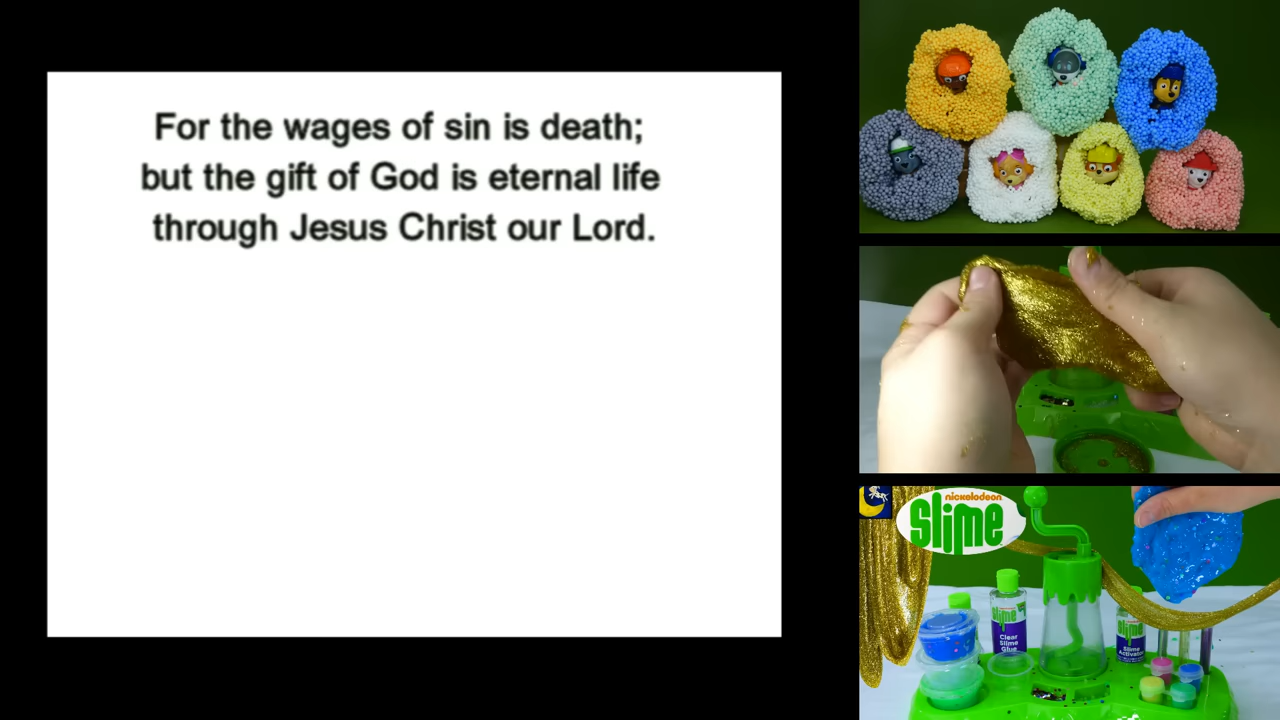 For the wages of sin is death;
but the gift of God is eternal life
through Jesus Christ our Lord.
nickelodeon
Slime
Slime
Clear
Slime
Glue
Slime
Activator